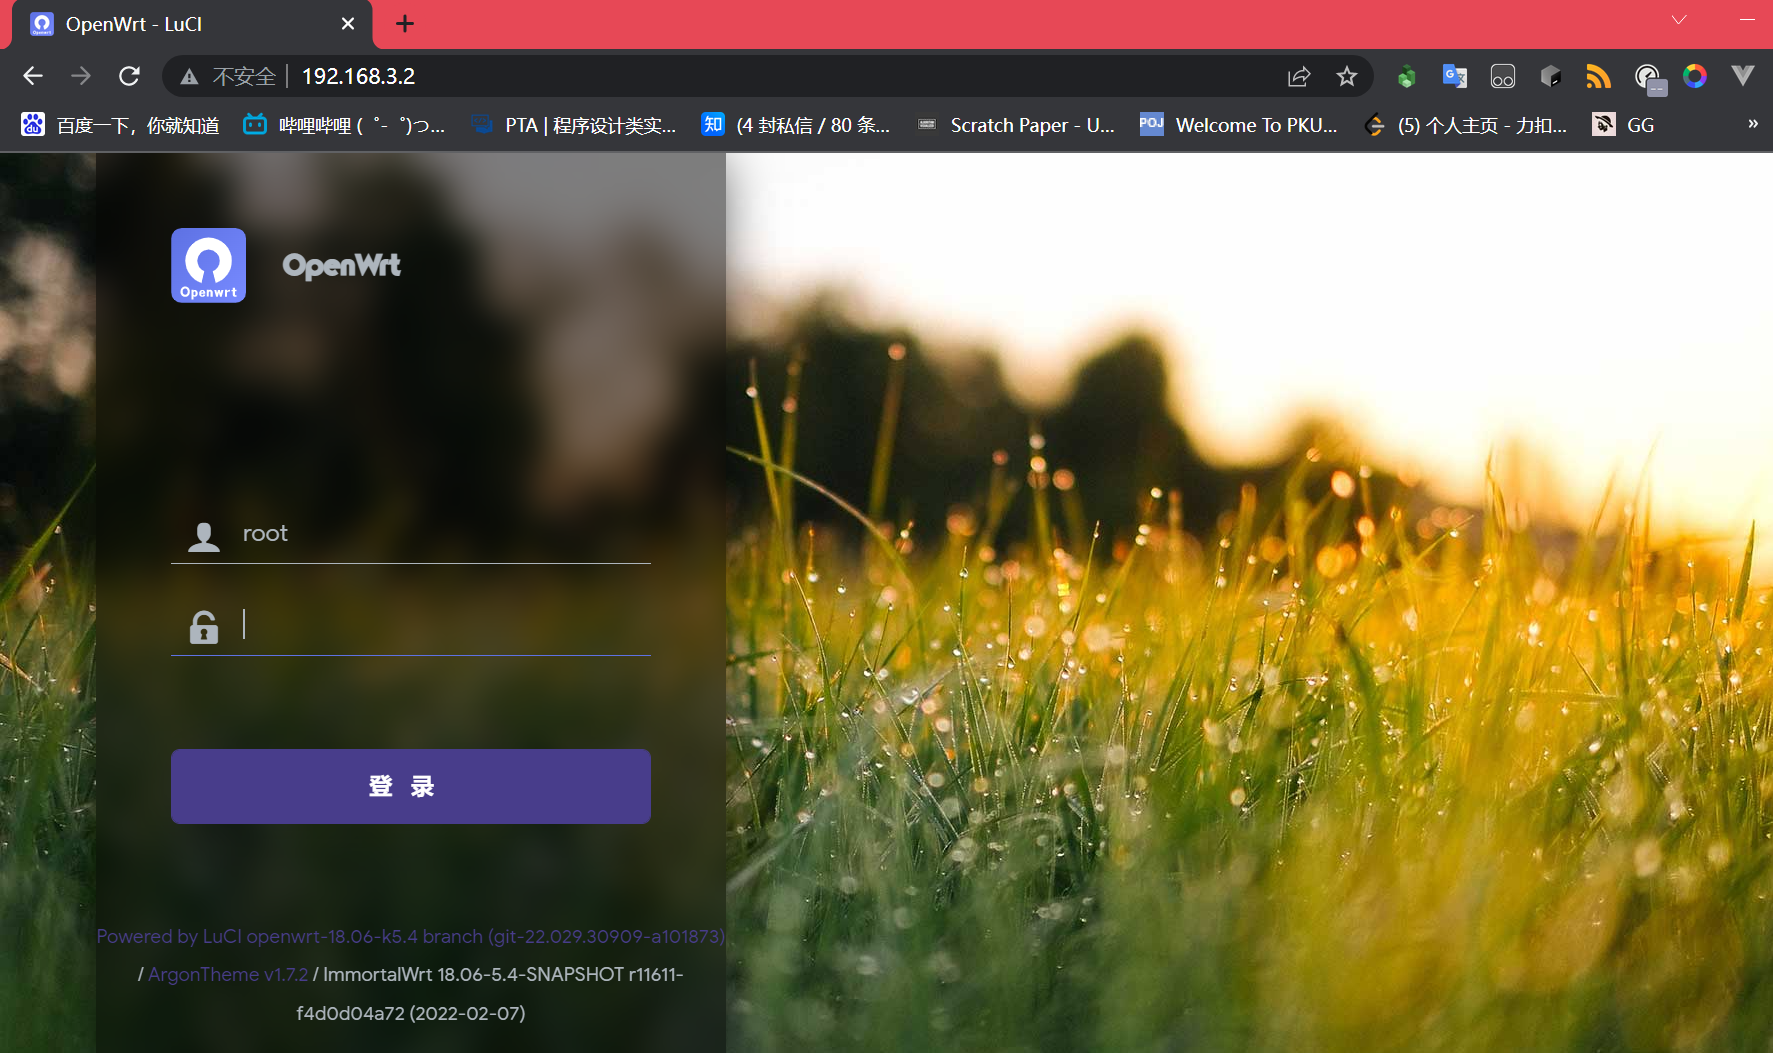 OpenWrt - LuCI
不安全
192.168.3.2
百度一下，你就知道
哔哩哔哩 ( ゜- ゜)つ...
PTA | 程序设计类实...
知
(4 封私信 / 80 条...
Scratch Paper - U...
POJ
Welcome To PKU...
(5) 个人主页 - 力扣...
GG
»
Openwrt
OpenWrt
root
登 录
Powered by LuCI openwrt-18.06-k5.4 branch (git-22.029.30909-a101873)
/ ArgonTheme v1.7.2 / ImmortalWrt 18.06-5.4-SNAPSHOT r11611-
f4d0d04a72 (2022-02-07)